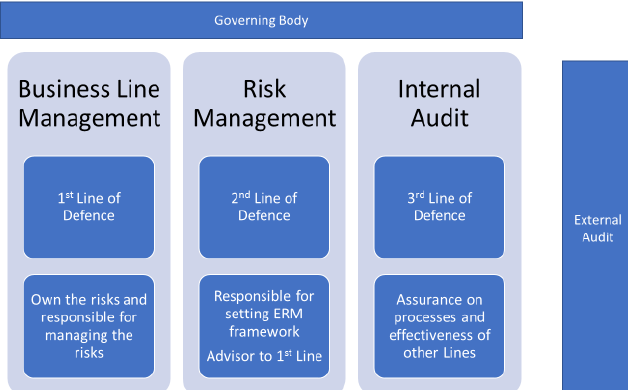 Governing Body
Business Line
Management
1st Line of
Defence
Own the risks and
responsible for
managing the
risks
Risk
Management
2nd Line of
Defence
Responsible for
setting ERM
framework
Advisor to 1st Line
Internal
Audit
3rd Line of
Defence
Assurance on
processes and
effectiveness of
other Lines
External
Audit